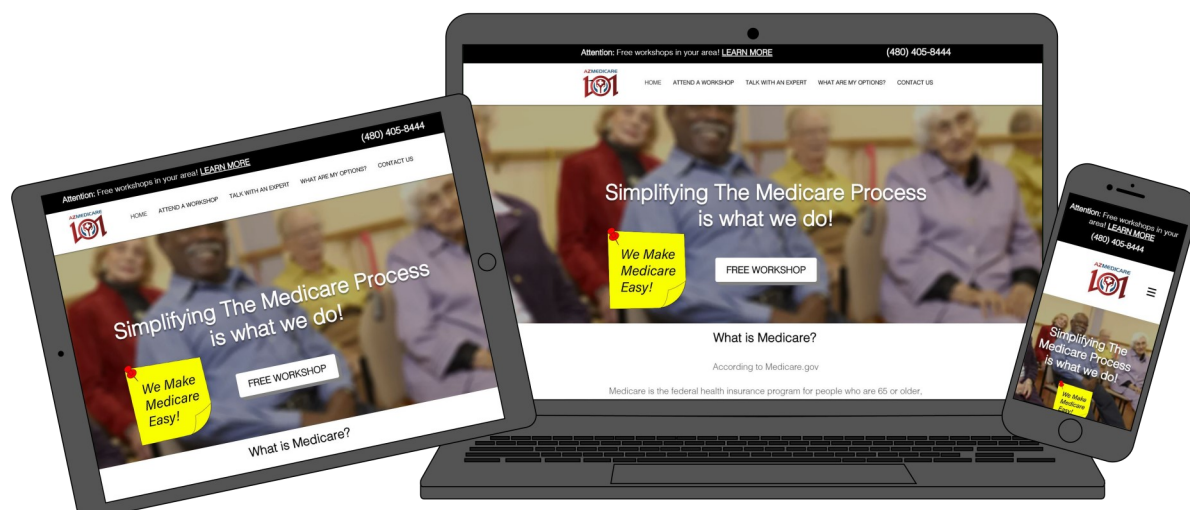 Attention: Free workshops in your area! LEARN MORE
(480) 405-8444
AZMEDICARE
101
HOME
ATTEND A WORKSHOP
TALK WITH AN EXPERT
WHAT ARE MY OPTIONS?
CONTACT US
Simplifying The Medicare Process
is what we do!
We Make
Medicare
Easy!
FREE WORKSHOP
What is Medicare?
Attention: Free workshops in your area! LEARN MORE
(480) 405-8444
AZMEDICARE
101
HOME
ATTEND A WORKSHOP
TALK WITH AN EXPERT
WHAT ARE MY OPTIONS?
CONTACT US
Simplifying The Medicare Process
is what we do!
We Make
Medicare
Easy!
FREE WORKSHOP
What is Medicare?
According to Medicare.gov
Medicare is the federal health insurance program for people who are 65 or older,
Attention: Free workshops in your
area! LEARN MORE
(480) 405-8444
AZMEDICARE
101
Simplifying The
Medicare Process
is what we do!
We Make
Medicare
Easy!